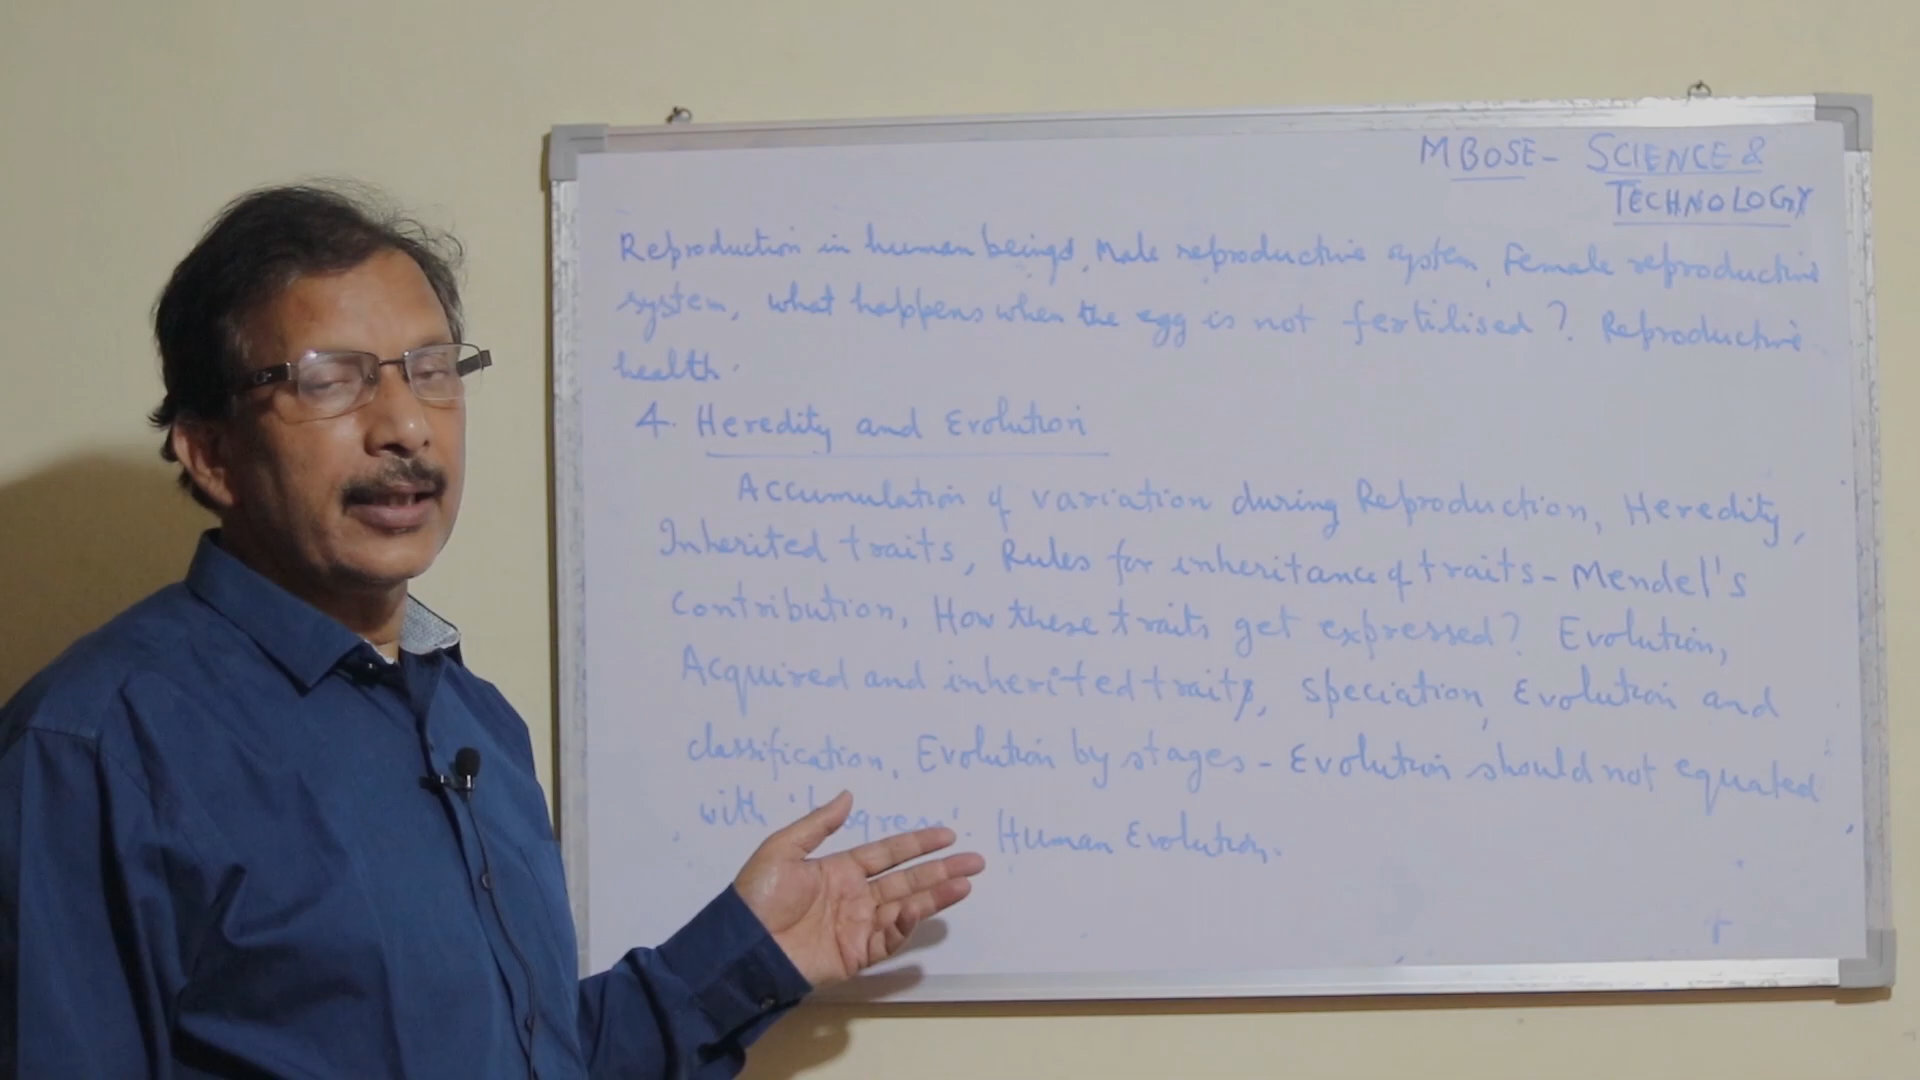 MBOSE - SCIENCE &
TECHNOLOGY
Reproduction in human beings, Male reproductive system, Female reproductive
system, what happens when the egg is not fertilised? Reproductive
health.
4. Heredity and Evolution
Accumulation of variation during Reproduction, Heredity,
Inherited traits, Rules for inheritance of traits - Mendel's
Contribution, How these traits get expressed? Evolution,
Acquired and inherited traits, speciation, Evolution and
classification, Evolution by stages - Evolution should not equated
with Human Evolution.